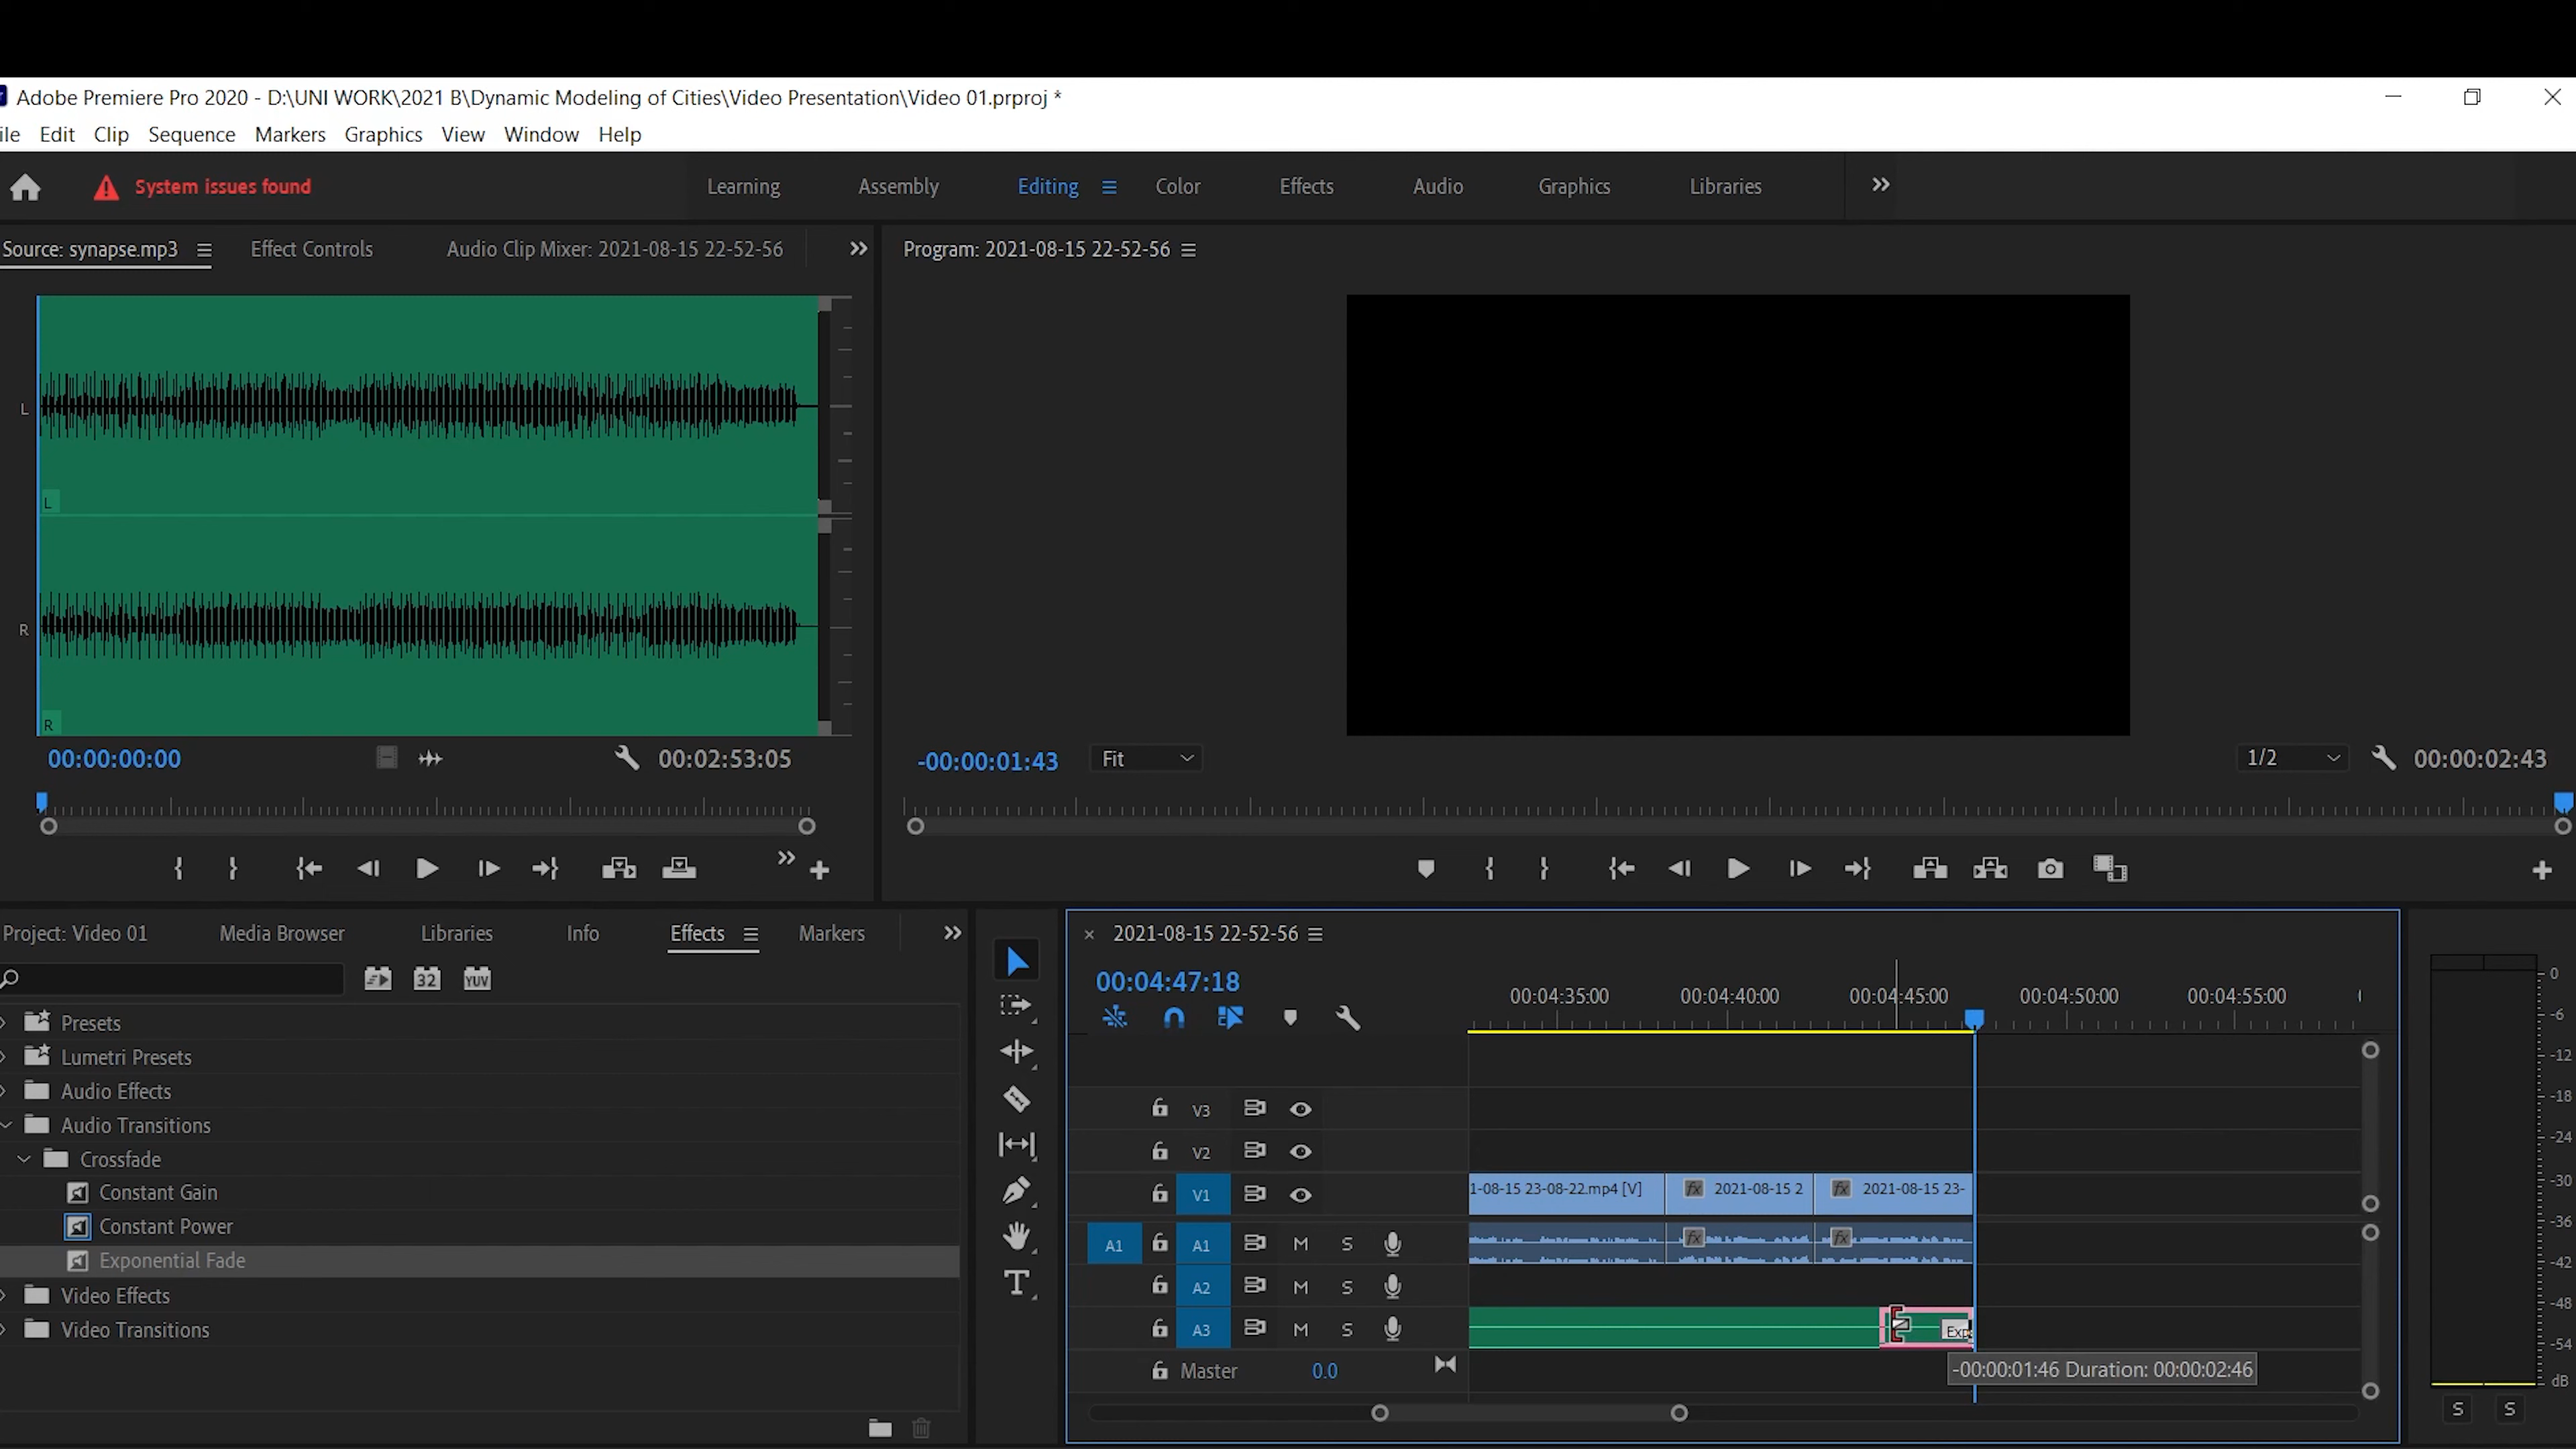 Adobe Premiere Pro 2020 - D:\UNI WORK\2021 B\Dynamic Modeling of Cities\Video Presentation\Video 01.prproj *
ile Edit Clip Sequence Markers Graphics View Window Help
System issues found
Learning Assembly Editing Color Effects Audio Graphics Libraries
Source: synapse.mp3 Effect Controls Audio Clip Mixer: 2021-08-15 22-52-56
Program: 2021-08-15 22-52-56
L
L
R
R
00:00:00:00 00:02:53:05
-00:00:01:43 Fit 1/2 00:00:02:43
Project: Video 01 Media Browser Libraries Info Effects Markers
32 YUV
Presets
Lumetri Presets
Audio Effects
Audio Transitions
Crossfade
Constant Gain
Constant Power
Exponential Fade
Video Effects
Video Transitions
T
2021-08-15 22-52-56
00:04:47:18
00:04:35:00 00:04:40:00 00:04:45:00 00:04:50:00 00:04:55:00
V3
V2
V1 1-08-15 23-08-22.mp4 [V] fx 2021-08-15 2 fx 2021-08-15 23-
A1 A1 M S fx fx
A2 M S
A3 M S Exp
Master 0.0
-00:00:01:46 Duration: 00:00:02:46
0
-6
-12
-18
-24
-30
-36
-42
-48
-54
dB
S S